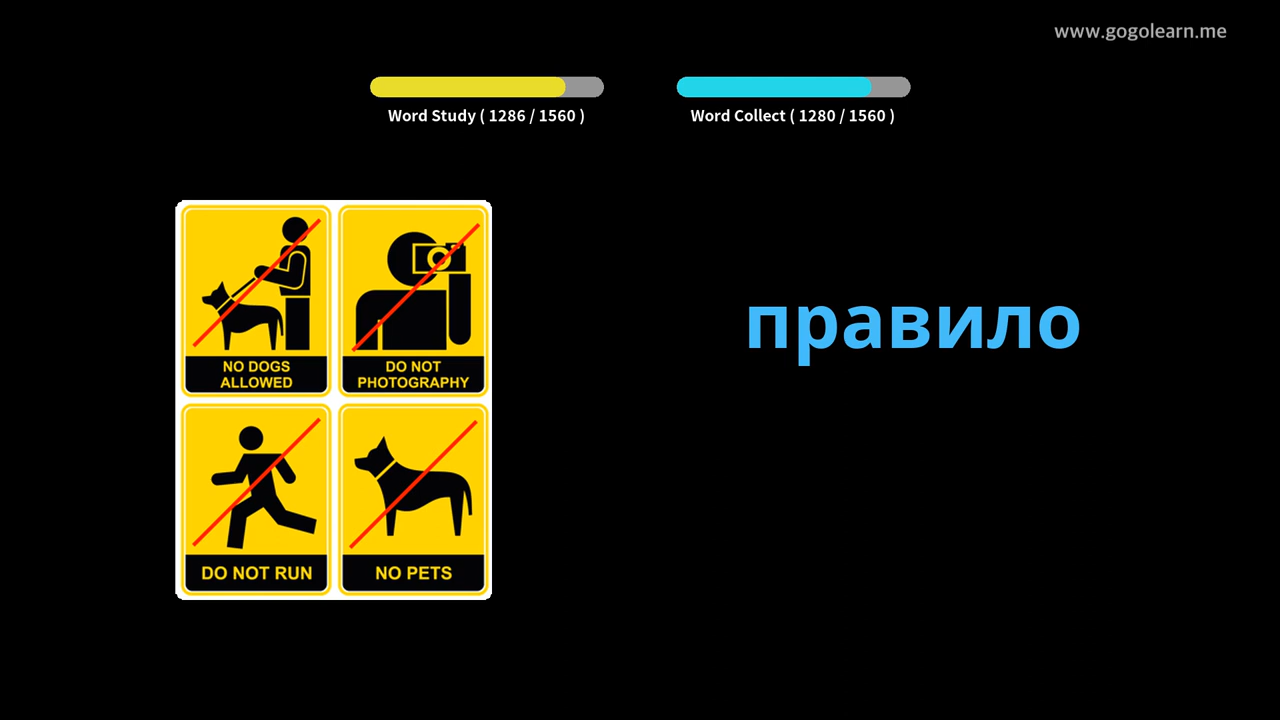 www.gogolearn.me
Word Study ( 1286 / 1560 )
Word Collect ( 1280 / 1560 )
NO DOGS
ALLOWED
DO NOT
PHOTOGRAPHY
DO NOT RUN
NO PETS
правило